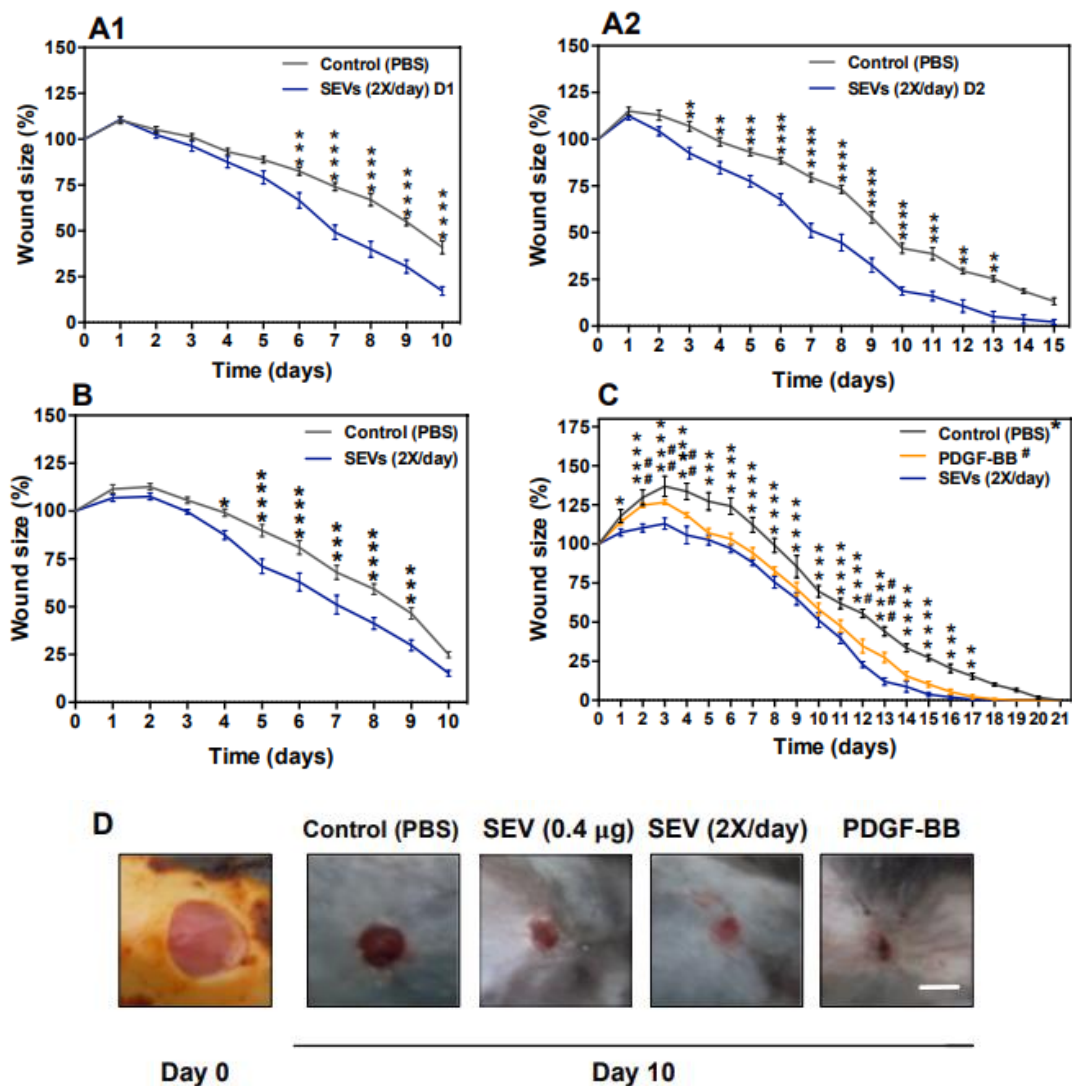 A1
Control (PBS)
SEVs (2X/day) D1
Wound size (%)
150
125
100
75
50
25
0
*** **** **** **** ****
0 1 2 3 4 5 6 7 8 9 10
Time (days)
A2
Control (PBS)
SEVs (2X/day) D2
Wound size (%)
150
125
100
75
50
25
0
** ** *** **** **** **** **** **** *** ** **
0 1 2 3 4 5 6 7 8 9 10 11 12 13 14 15
Time (days)
B
Control (PBS)
SEVs (2X/day)
Wound size (%)
150
125
100
75
50
25
0
* **** **** *** **** ***
0 1 2 3 4 5 6 7 8 9 10
Time (days)
C
Control (PBS) *
PDGF-BB #
SEVs (2X/day)
Wound size (%)
175
150
125
100
75
50
25
0
0 1 2 3 4 5 6 7 8 9 10 11 12 13 14 15 16 17 18 19 20 21
Time (days)
D
Control (PBS)
SEV (0.4 μg)
SEV (2X/day)
PDGF-BB
Day 0
Day 10